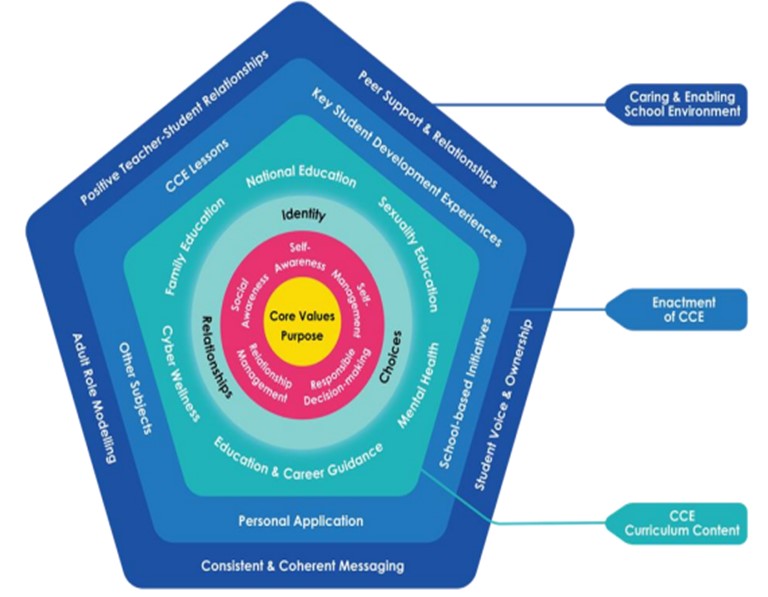 Positive Teacher-Student Relationships
Peer Support & Relationships
Caring & Enabling
School Environment
CCE Lessons
Key Student Development Experiences
National Education
Family Education
Sexuality Education
Identity
Self-
Awareness
Social
Awareness
Self-
Management
Core Values
Purpose
Enactment
of CCE
Relationships
Choices
Relationship
Management
Responsible
Decision-making
Cyber Wellness
Mental Health
Adult Role Modelling
Other Subjects
School-based Initiatives
Student Voice & Ownership
Education & Career Guidance
CCE
Curriculum Content
Personal Application
Consistent & Coherent Messaging